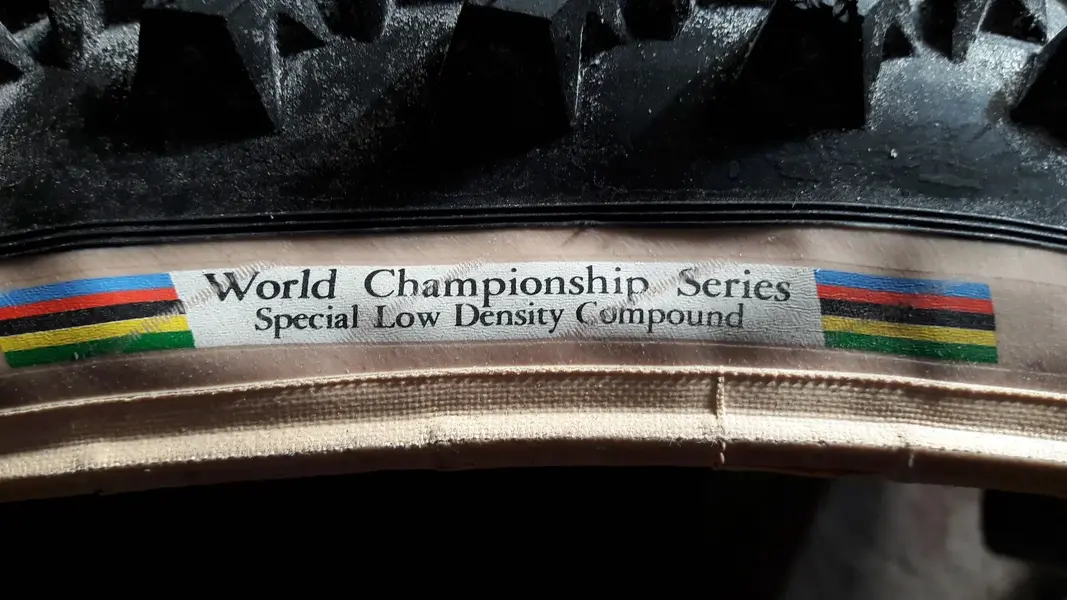 World Championship Series
Special Low Density Compound